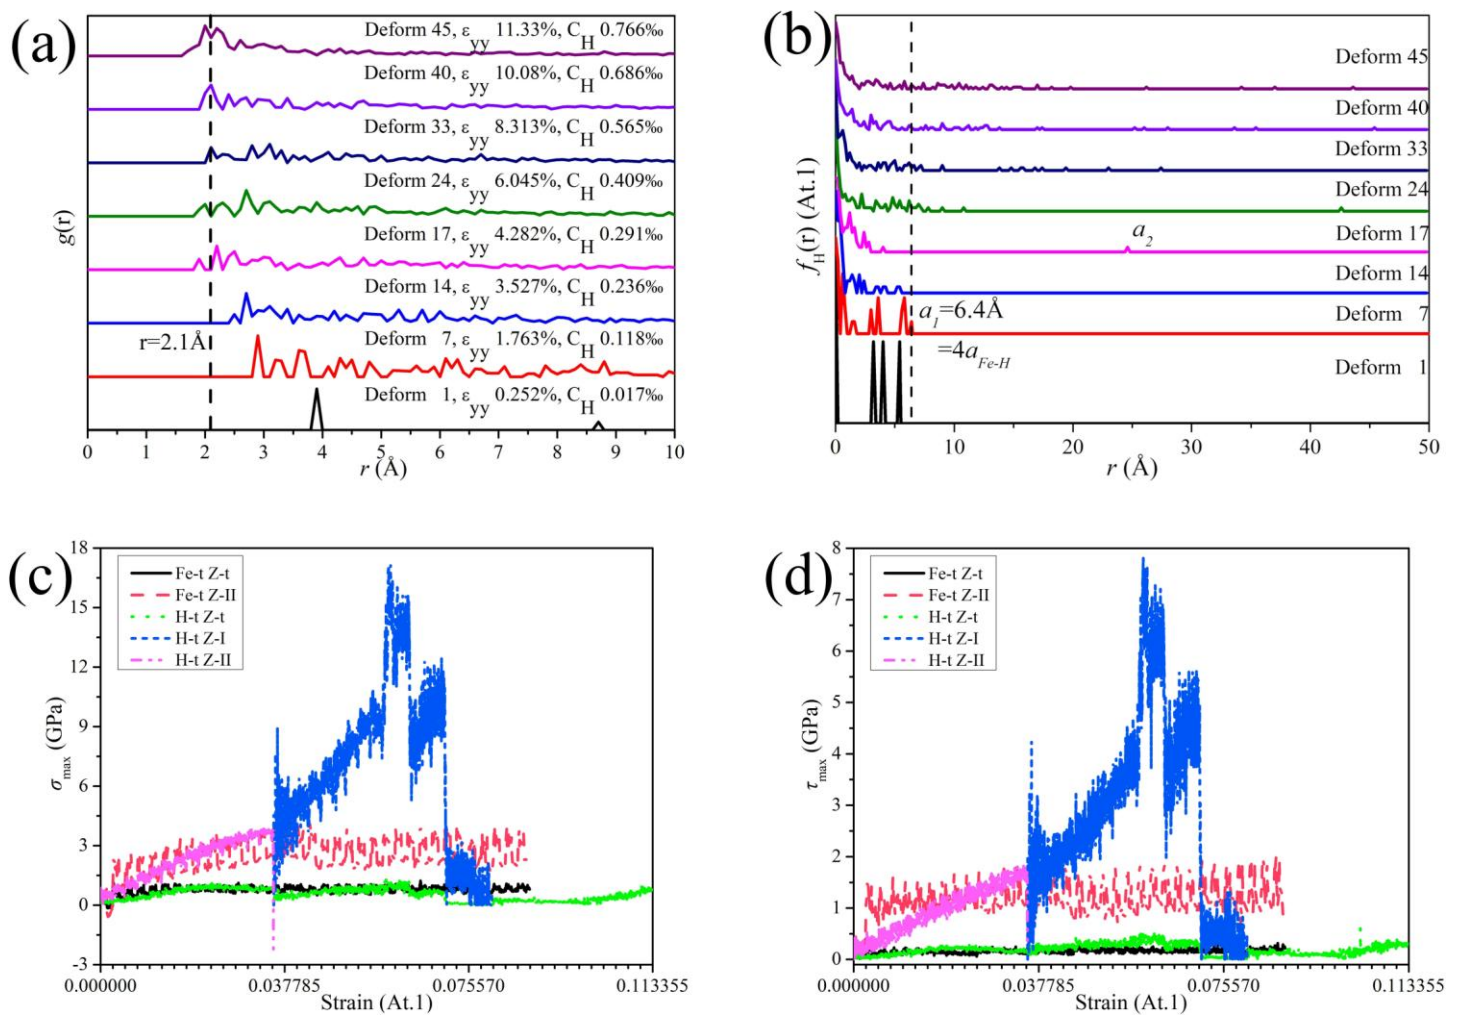 (a)
Deform 45, εyy 11.33%, CH 0.766‰
Deform 40, εyy 10.08%, CH 0.686‰
Deform 33, εyy 8.313%, CH 0.565‰
Deform 24, εyy 6.045%, CH 0.409‰
Deform 17, εyy 4.282%, CH 0.291‰
Deform 14, εyy 3.527%, CH 0.236‰
r=2.1Å
Deform 7, εyy 1.763%, CH 0.118‰
Deform 1, εyy 0.252%, CH 0.017‰
g(r)
0 1 2 3 4 5 6 7 8 9 10
r (Å)
(b)
Deform 45
Deform 40
Deform 33
Deform 24
a2
Deform 17
Deform 14
a1=6.4Å
Deform 7
=4aFe-H
Deform 1
fH(r) (At.1)
0 10 20 30 40 50
r (Å)
(c)
18
15
12
9
6
3
0
-3
σmax (GPa)
Fe-t Z-t
Fe-t Z-II
H-t Z-t
H-t Z-I
H-t Z-II
0.000000 0.037785 0.075570 0.113355
Strain (At.1)
(d)
8
7
6
5
4
3
2
1
0
τmax (GPa)
Fe-t Z-t
Fe-t Z-II
H-t Z-t
H-t Z-I
H-t Z-II
0.000000 0.037785 0.075570 0.113355
Strain (At.1)